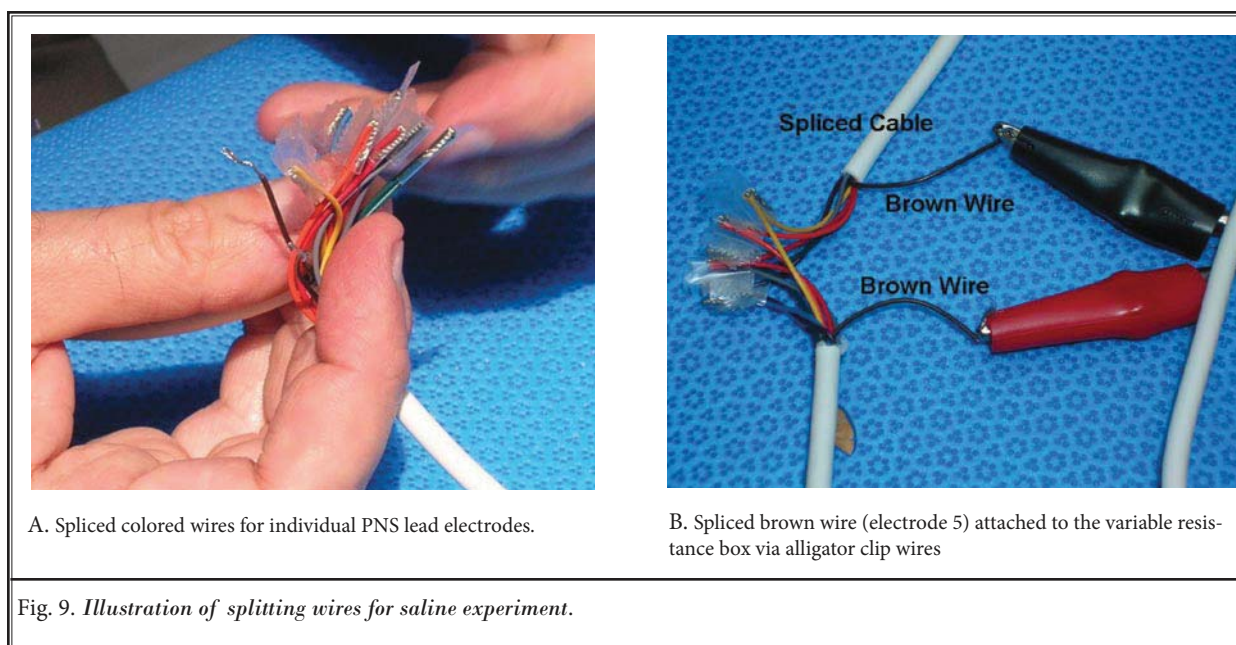 Spliced Cable
Brown Wire
Brown Wire
A. Spliced colored wires for individual PNS lead electrodes.
B. Spliced brown wire (electrode 5) attached to the variable resis-
tance box via alligator clip wires
Fig. 9. Illustration of splitting wires for saline experiment.